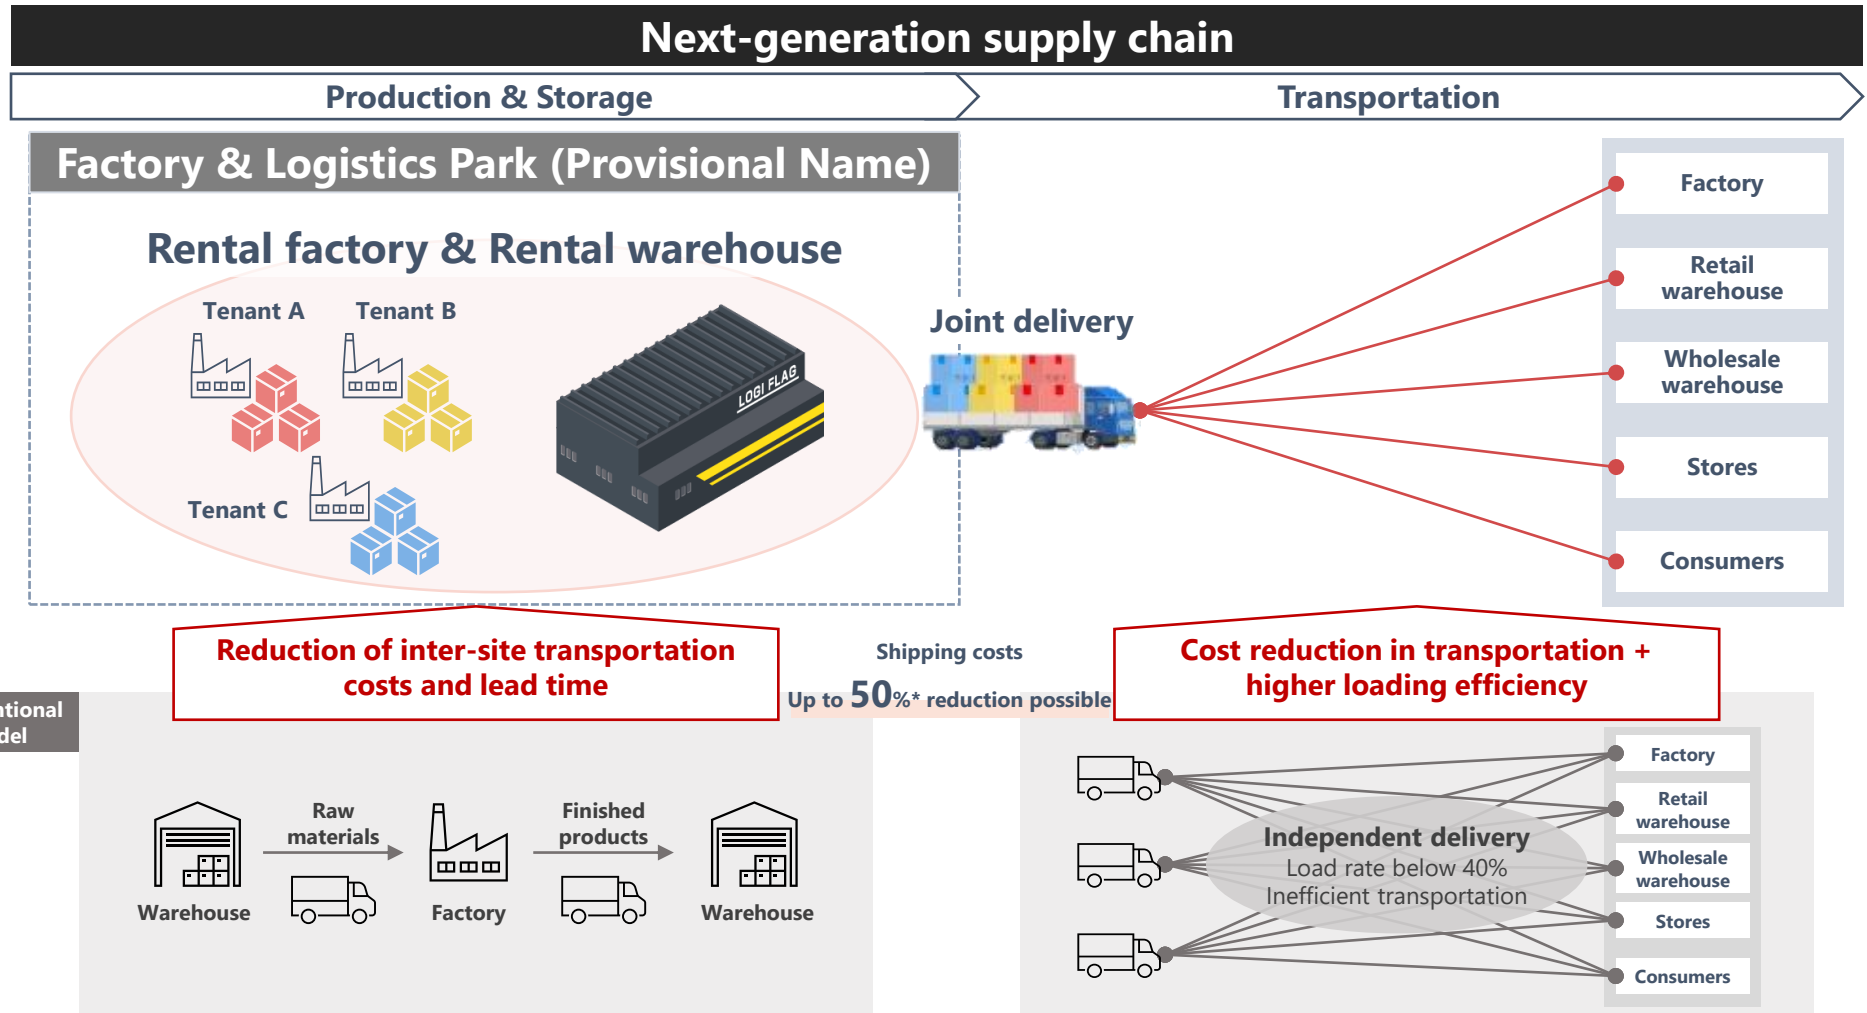 Next-generation supply chain
Production & Storage
Transportation
Factory & Logistics Park (Provisional Name)
Rental factory & Rental warehouse
Tenant A
Tenant B
Tenant C
LOGI FLAG
Joint delivery
Factory
Retail
warehouse
Wholesale
warehouse
Stores
Consumers
Reduction of inter-site transportation
costs and lead time
Shipping costs
Up to 50%* reduction possible
Cost reduction in transportation +
higher loading efficiency
ntional
del
Warehouse
Raw
materials
Factory
Finished
products
Warehouse
Independent delivery
Load rate below 40%
Inefficient transportation
Factory
Retail
warehouse
Wholesale
warehouse
Stores
Consumers